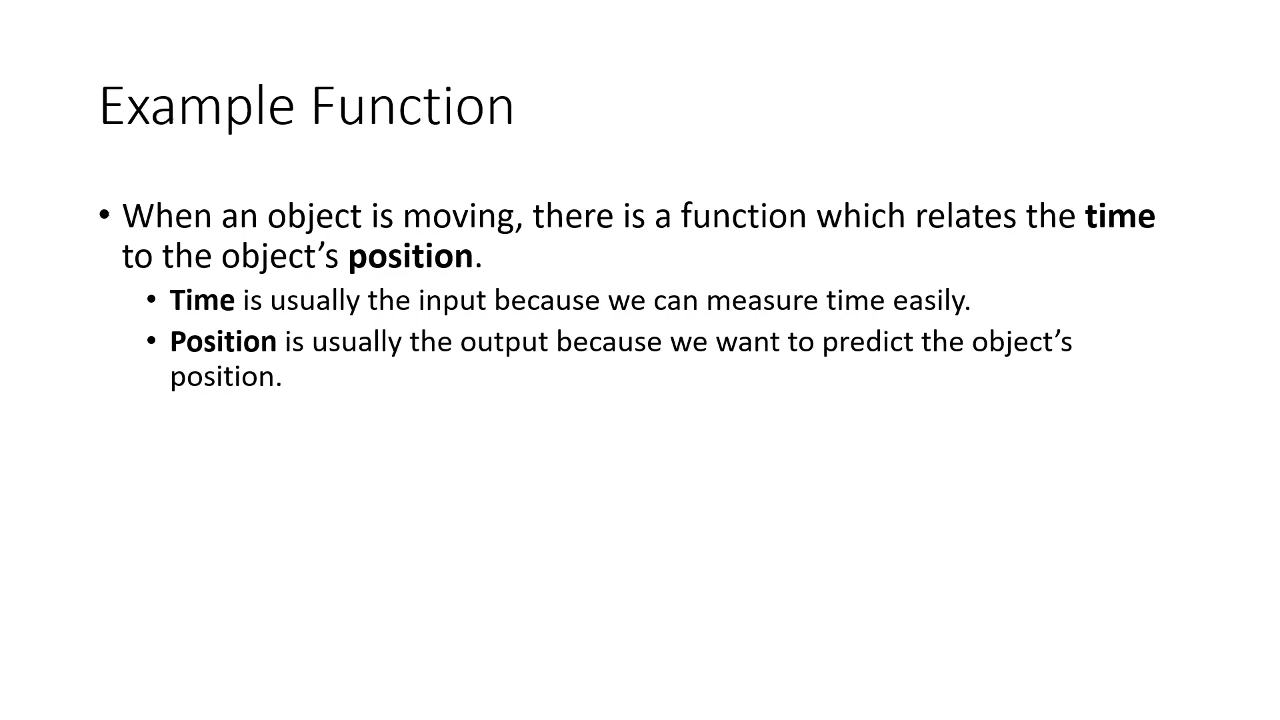 Example Function
• When an object is moving, there is a function which relates the time
to the object’s position.
• Time is usually the input because we can measure time easily.
• Position is usually the output because we want to predict the object’s
position.